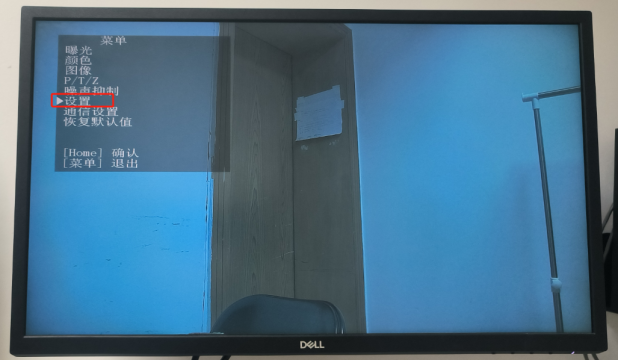 菜单
曝光
颜色
图像
P/T/Z
噪声抑制
▶设置
通信设置
恢复默认值
[Home] 确认
[菜单] 退出
DELL